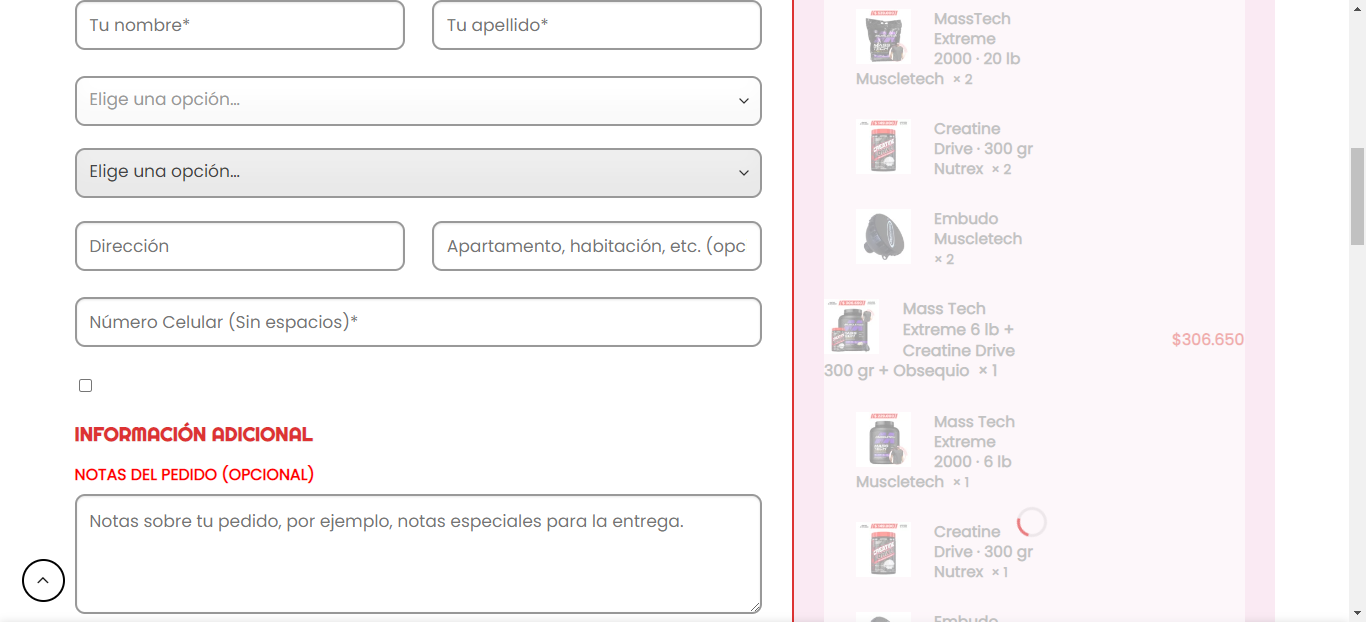 Tu nombre*
Tu apellido*
Elige una opción...
Elige una opción...
Dirección
Apartamento, habitación, etc. (opc
Número Celular (Sin espacios)*
INFORMACIÓN ADICIONAL
NOTAS DEL PEDIDO (OPCIONAL)
Notas sobre tu pedido, por ejemplo, notas especiales para la entrega.
MassTech
Extreme
2000 · 20 lb
Muscletech × 2
Creatine
Drive · 300 gr
Nutrex × 2
Embudo
Muscletech
× 2
Mass Tech
Extreme 6 lb +
Creatine Drive
300 gr + Obsequio × 1
$306.650
Mass Tech
Extreme
2000 · 6 lb
Muscletech × 1
Creatine
Drive · 300 gr
Nutrex × 1
Embudo